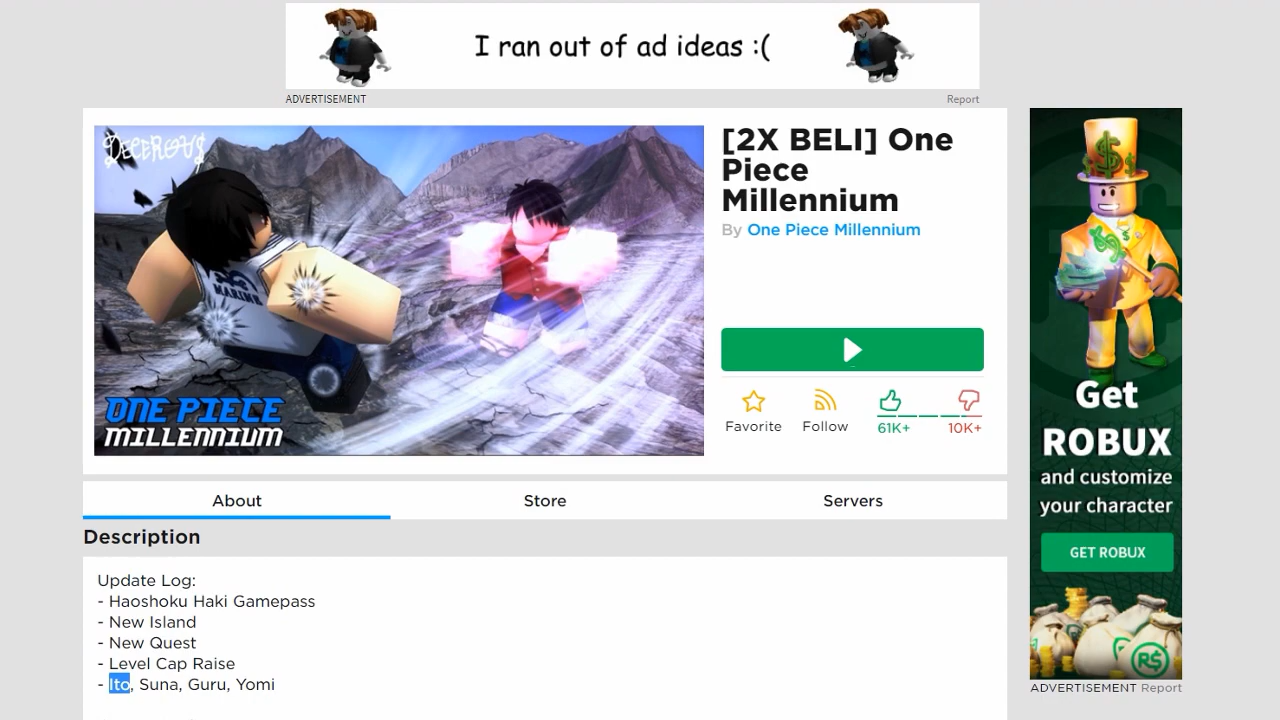 I ran out of ad ideas :(
ADVERTISEMENT
Report
DECEROU$
MARINE
ONE PIECE
MILLENNIUM
[2X BELI] One
Piece
Millennium
By One Piece Millennium
Favorite
Follow
61K+
10K+
About
Store
Servers
Description
Update Log:
- Haoshoku Haki Gamepass
- New Island
- New Quest
- Level Cap Raise
- Ito, Suna, Guru, Yomi
Get
ROBUX
and customize
your character
GET ROBUX
R$
ADVERTISEMENT Report